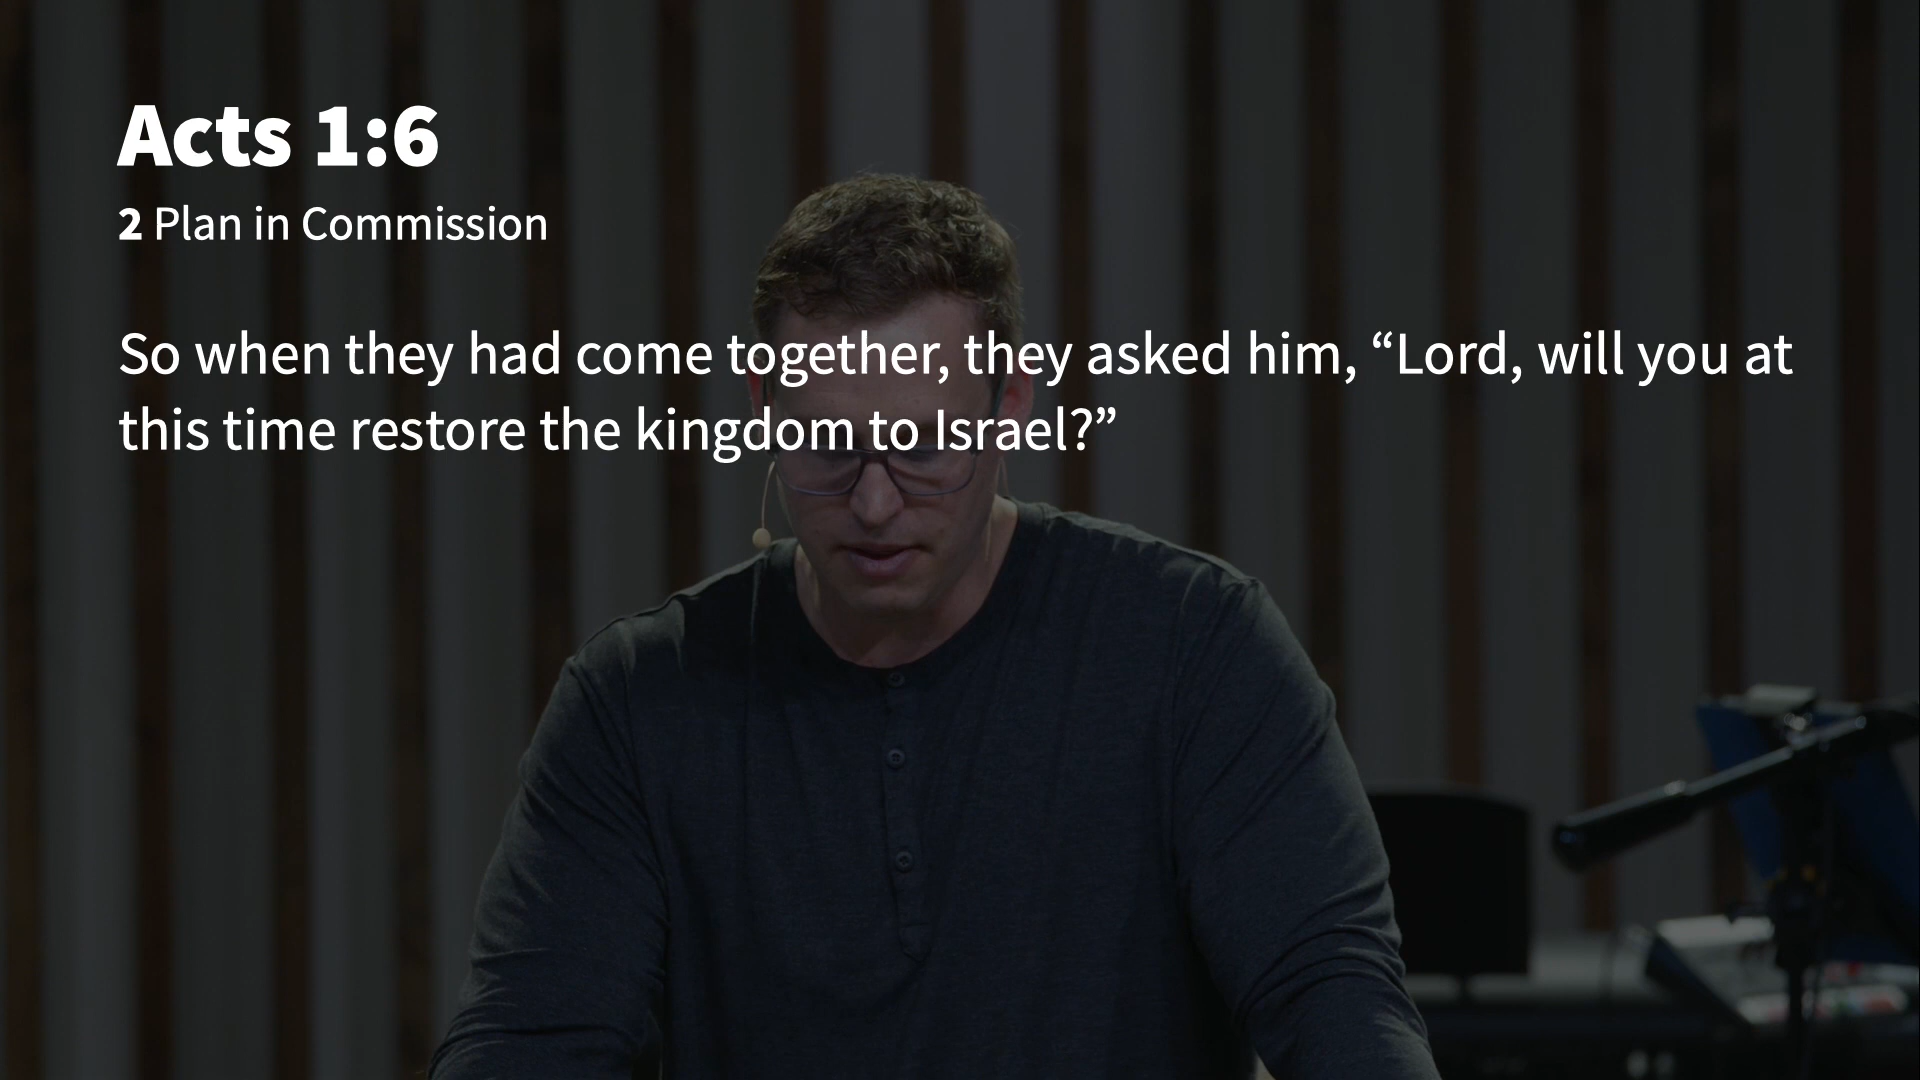 Acts 1:6
2 Plan in Commission
So when they had come together, they asked him, “Lord, will you at
this time restore the kingdom to Israel?”